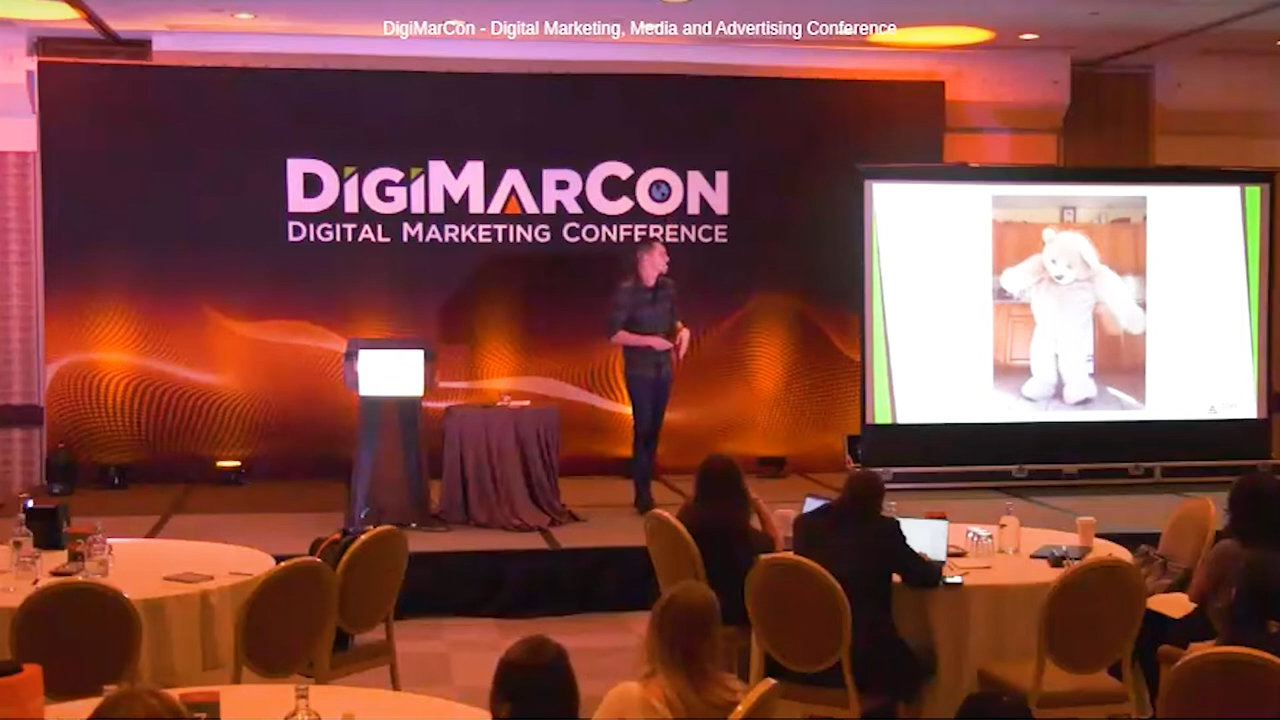 DigiMarCon - Digital Marketing, Media and Advertising Conference
DIGIMARCON
DIGITAL MARKETING CONFERENCE